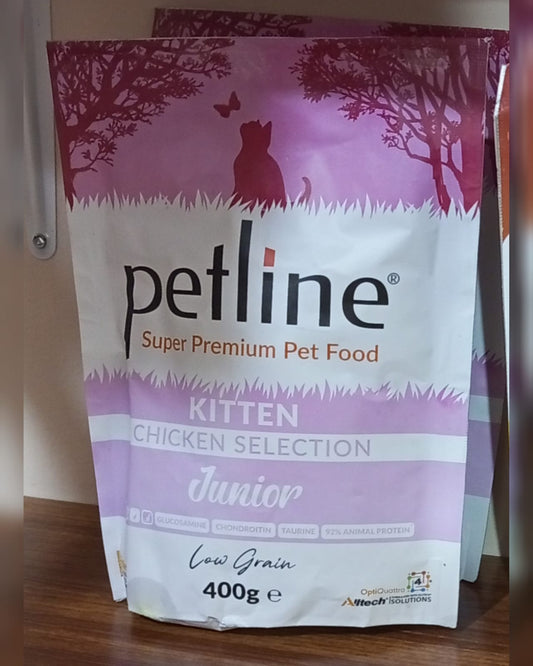 petline®
Super Premium Pet Food
KITTEN
CHICKEN SELECTION
Junior
GLUCOSAMINE CHONDROITIN TAURINE 92% ANIMAL PROTEIN
Low Grain
400g ℮
OptiQuattro 4
Alltech® SOLUTIONS